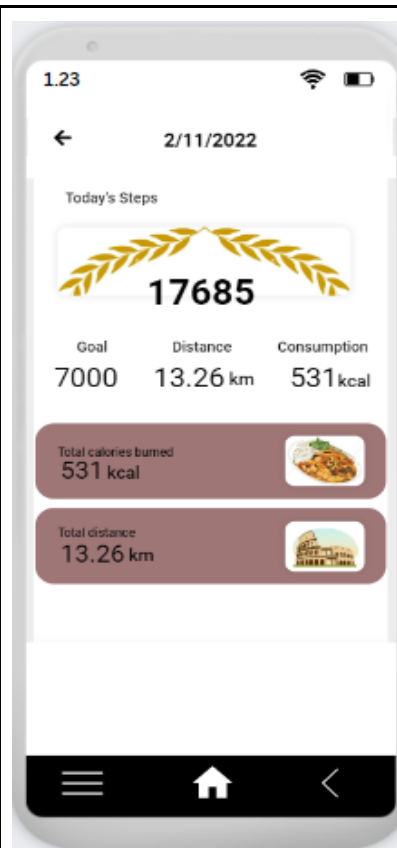 1.23
2/11/2022
Today's Steps
17685
Goal Distance Consumption
7000 13.26 km 531 kcal
Total calories burned
531 kcal
Total distance
13.26 km